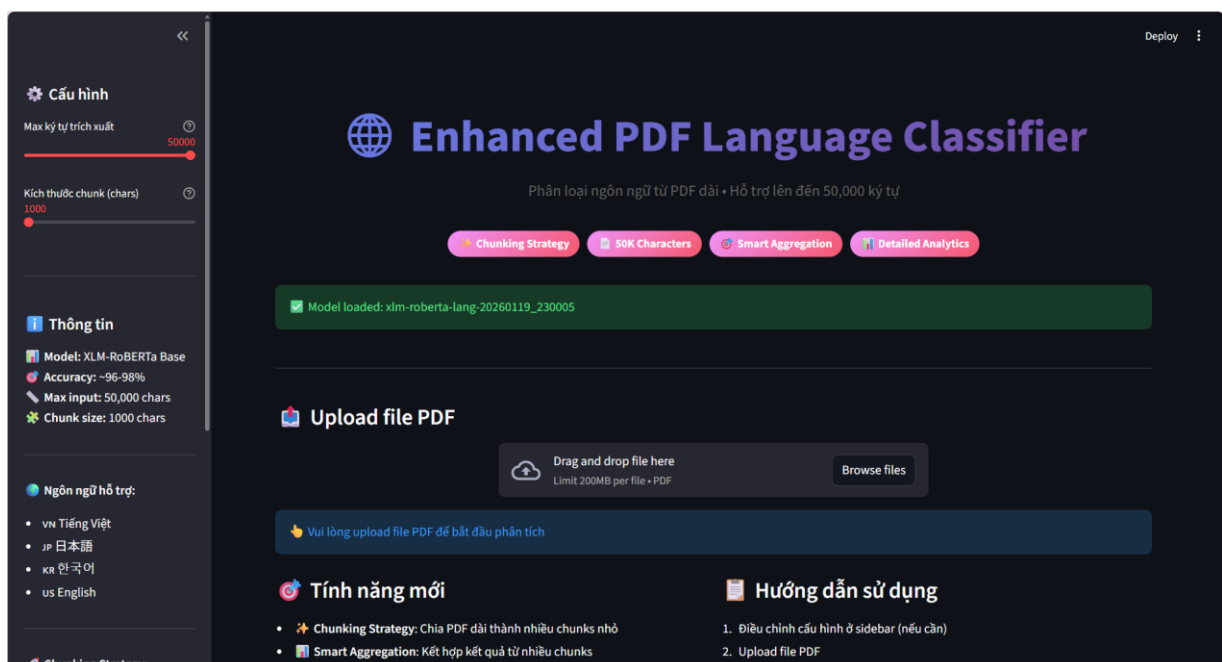 Deploy
Cấu hình
Max ký tự trích xuất
50000
Kích thước chunk (chars)
1000
Thông tin
Model: XLM-RoBERTa Base
Accuracy: ~96-98%
Max input: 50,000 chars
Chunk size: 1000 chars
Ngôn ngữ hỗ trợ:
VN Tiếng Việt
JP 日本語
KR 한국어
US English
Enhanced PDF Language Classifier
Phân loại ngôn ngữ từ PDF dài • Hỗ trợ lên đến 50,000 ký tự
Chunking Strategy
50K Characters
Smart Aggregation
Detailed Analytics
Model loaded: xlm-roberta-lang-20260119_230005
Upload file PDF
Drag and drop file here
Limit 200MB per file • PDF
Browse files
Vui lòng upload file PDF để bắt đầu phân tích
Tính năng mới
Chunking Strategy: Chia PDF dài thành nhiều chunks nhỏ
Smart Aggregation: Kết hợp kết quả từ nhiều chunks
Hướng dẫn sử dụng
1. Điều chỉnh cấu hình ở sidebar (nếu cần)
2. Upload file PDF